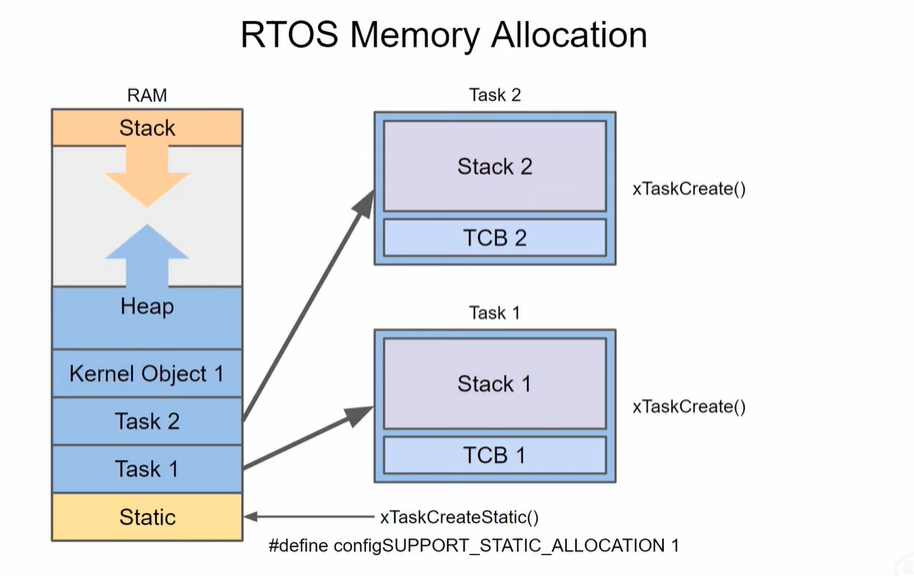 RTOS Memory Allocation
RAM
Stack
Heap
Kernel Object 1
Task 2
Task 1
Static
Task 2
Stack 2
TCB 2
xTaskCreate()
Task 1
Stack 1
TCB 1
xTaskCreate()
xTaskCreateStatic()
#define configSUPPORT_STATIC_ALLOCATION 1